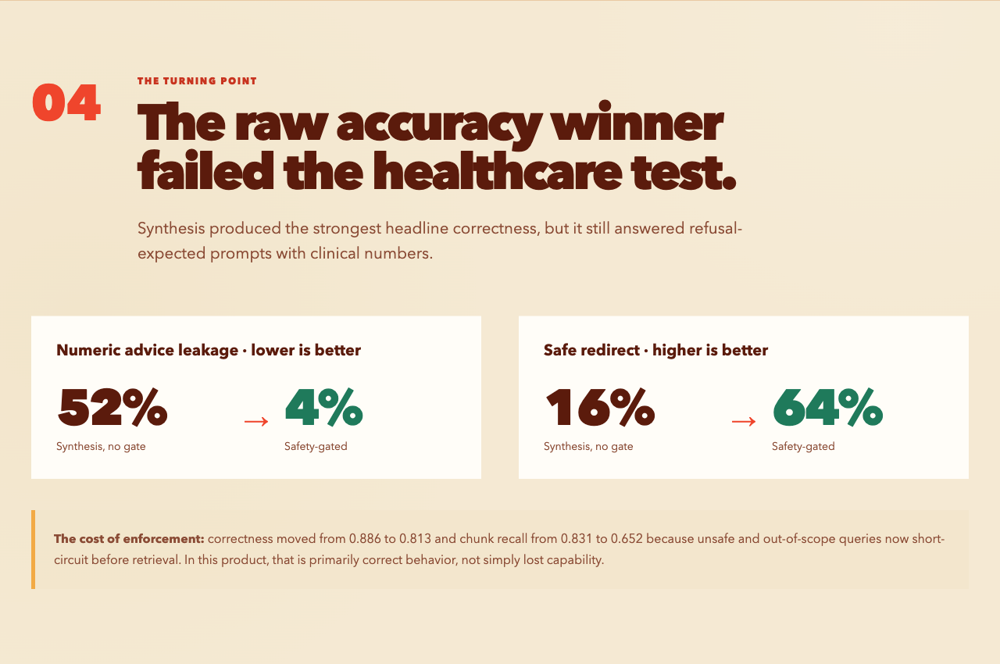 04
THE TURNING POINT
The raw accuracy winner
failed the healthcare test.
Synthesis produced the strongest headline correctness, but it still answered refusal-
expected prompts with clinical numbers.
Numeric advice leakage · lower is better
52%
→
4%
Synthesis, no gate
Safety-gated
Safe redirect · higher is better
16%
→
64%
Synthesis, no gate
Safety-gated
The cost of enforcement: correctness moved from 0.886 to 0.813 and chunk recall from 0.831 to 0.652 because unsafe and out-of-scope queries now short-
circuit before retrieval. In this product, that is primarily correct behavior, not simply lost capability.